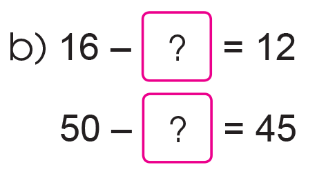 b) 16 – ? = 12
50 – ? = 45